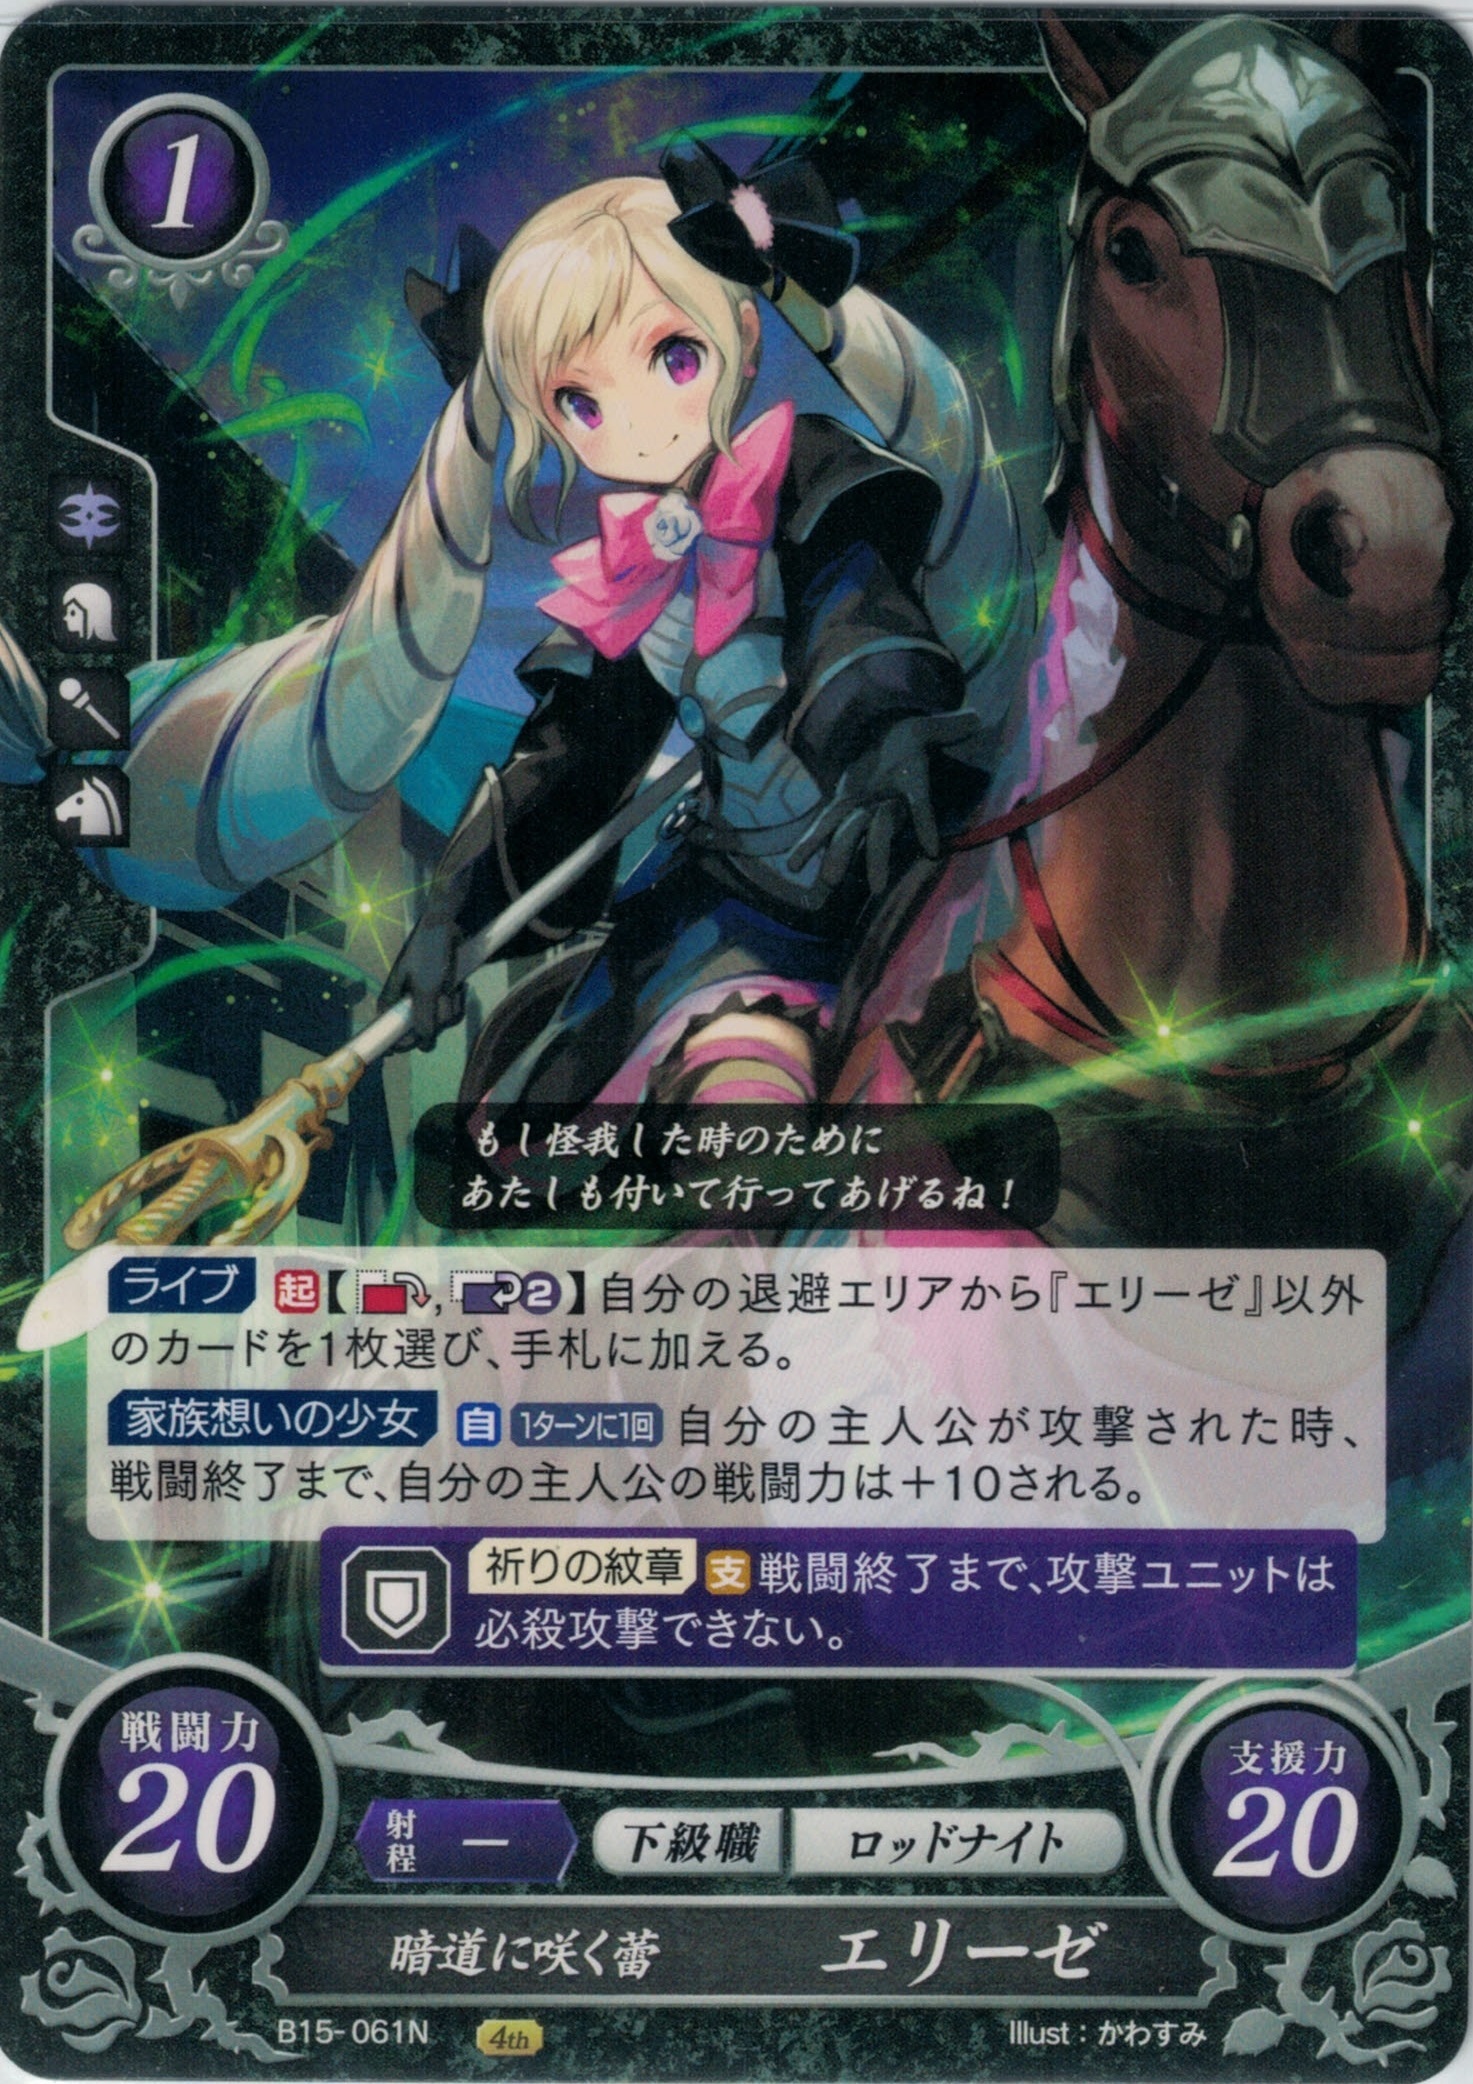 1
もし怪我した時のために
あたしも付いて行ってあげるね！
ライブ 起【 , 2】自分の退避エリアから『エリーゼ』以外
のカードを1枚選び、手札に加える。
家族想いの少女 自 1ターンに1回 自分の主人公が攻撃された時、
戦闘終了まで、自分の主人公の戦闘力は＋10される。
祈りの紋章 支 戦闘終了まで、攻撃ユニットは
必殺攻撃できない。
戦闘力
20
射程 ー
下級職 ロッドナイト
支援力
20
暗道に咲く蕾 エリーゼ
B15-061N 4th Illust：かわすみ